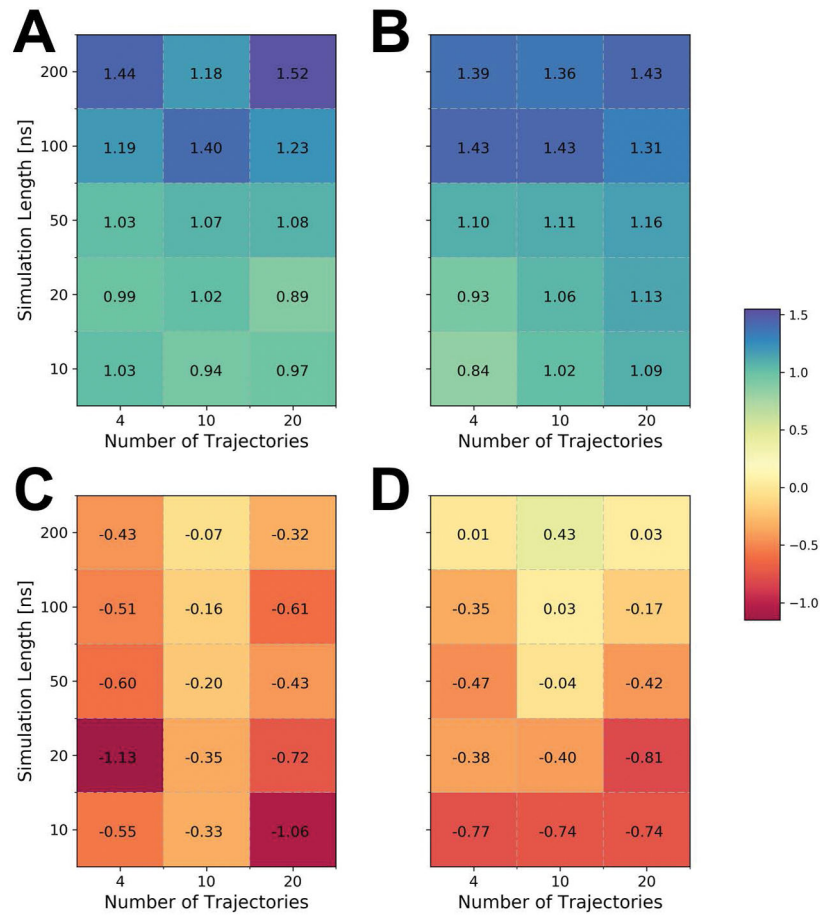 A
B
Simulation Length [ns]
200 1.44 1.18 1.52
100 1.19 1.40 1.23
50 1.03 1.07 1.08
20 0.99 1.02 0.89
10 1.03 0.94 0.97
4 10 20
Number of Trajectories
1.39 1.36 1.43
1.43 1.43 1.31
1.10 1.11 1.16
0.93 1.06 1.13
0.84 1.02 1.09
4 10 20
Number of Trajectories
C
D
Simulation Length [ns]
200 -0.43 -0.07 -0.32
100 -0.51 -0.16 -0.61
50 -0.60 -0.20 -0.43
20 -1.13 -0.35 -0.72
10 -0.55 -0.33 -1.06
4 10 20
Number of Trajectories
0.01 0.43 0.03
-0.35 0.03 -0.17
-0.47 -0.04 -0.42
-0.38 -0.40 -0.81
-0.77 -0.74 -0.74
4 10 20
Number of Trajectories
1.5
1.0
0.5
0.0
−0.5
−1.0